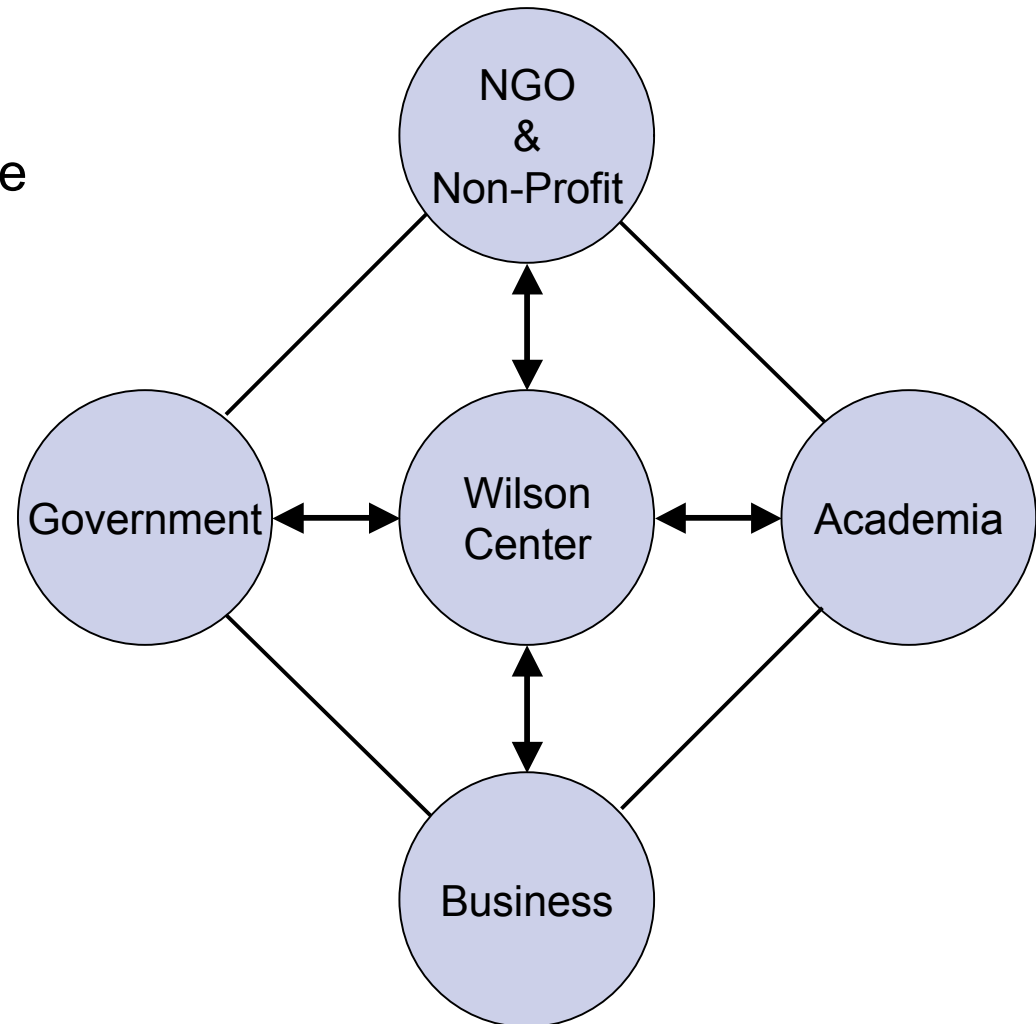 NGO
&
Non-Profit
e
Government
Wilson
Center
Academia
Business